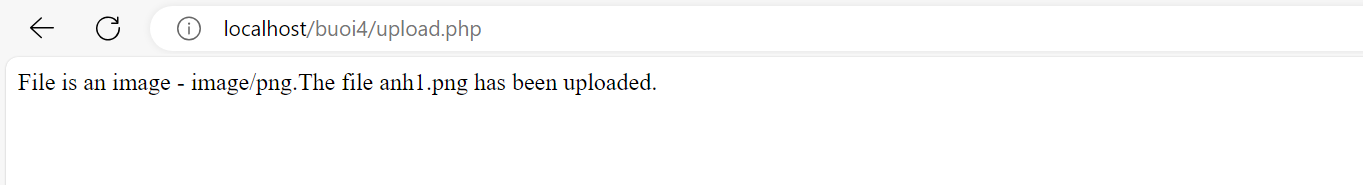 localhost/buoi4/upload.php
File is an image - image/png.The file anh1.png has been uploaded.